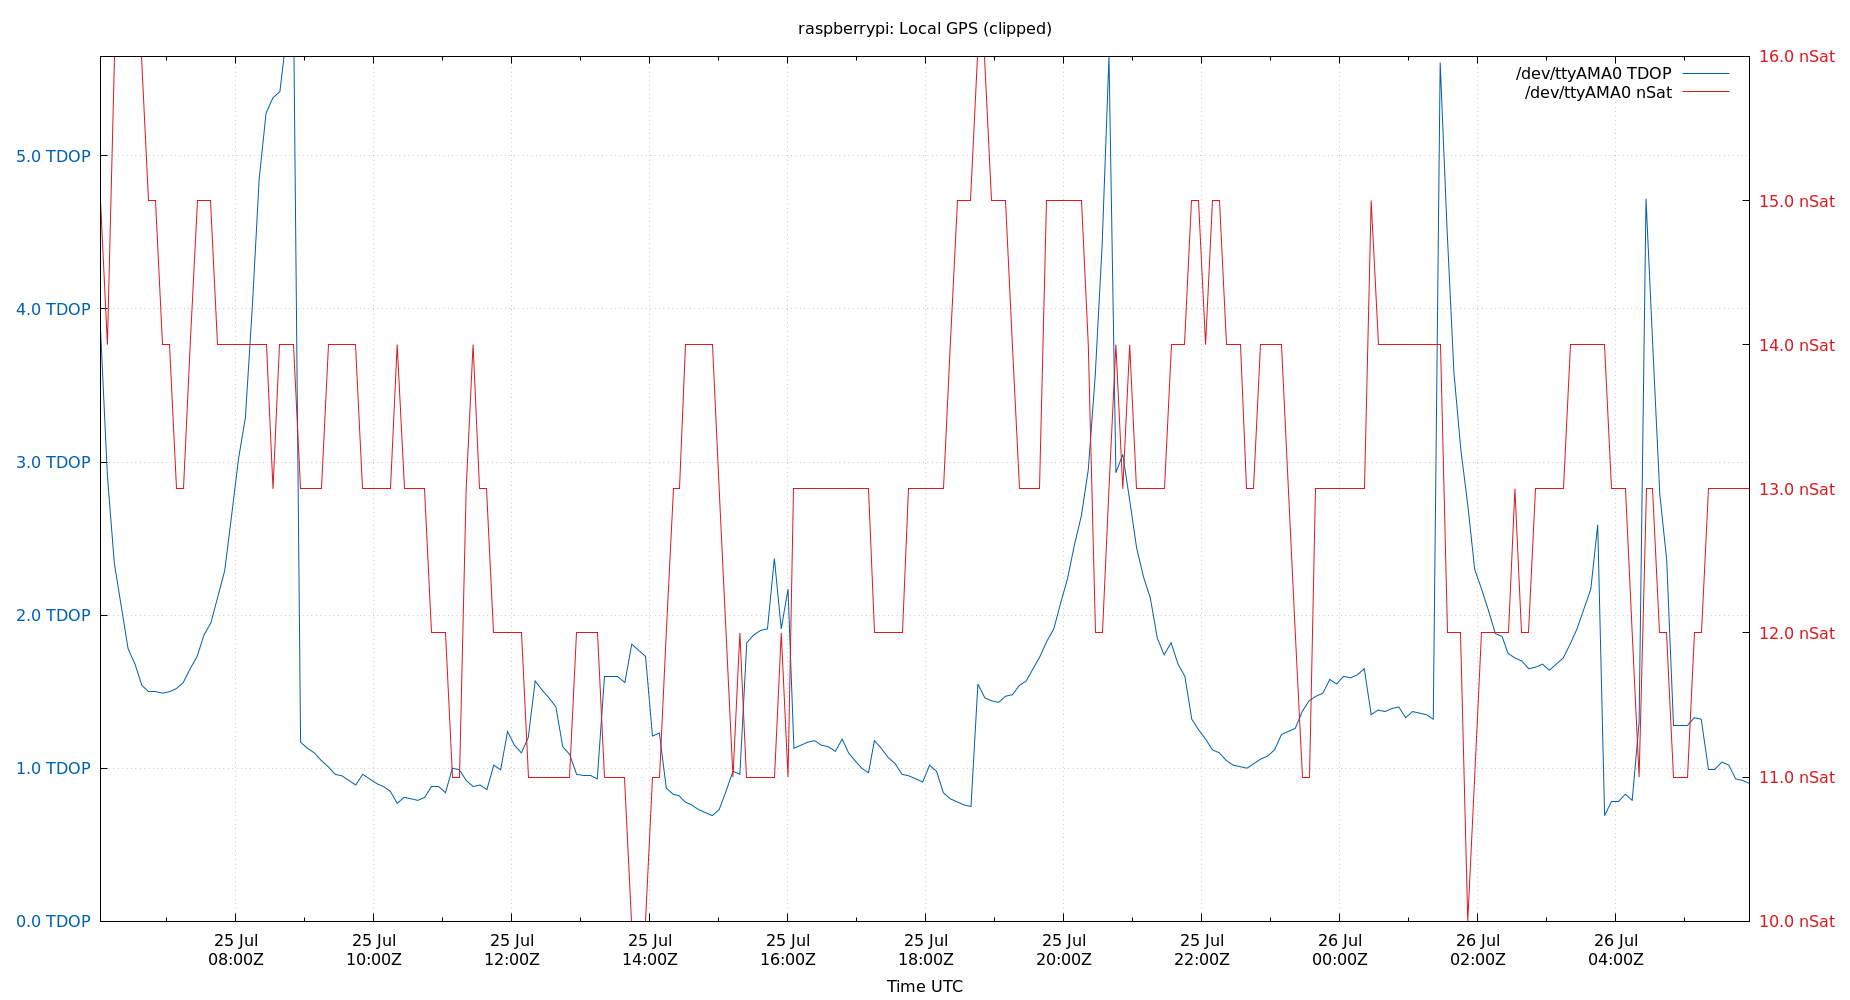 raspberrypi: Local GPS (clipped)
/dev/ttyAMA0 TDOP
/dev/ttyAMA0 nSat
5.0 TDOP
4.0 TDOP
3.0 TDOP
2.0 TDOP
1.0 TDOP
0.0 TDOP
16.0 nSat
15.0 nSat
14.0 nSat
13.0 nSat
12.0 nSat
11.0 nSat
10.0 nSat
25 Jul
08:00Z
25 Jul
10:00Z
25 Jul
12:00Z
25 Jul
14:00Z
25 Jul
16:00Z
25 Jul
18:00Z
25 Jul
20:00Z
25 Jul
22:00Z
26 Jul
00:00Z
26 Jul
02:00Z
26 Jul
04:00Z
Time UTC